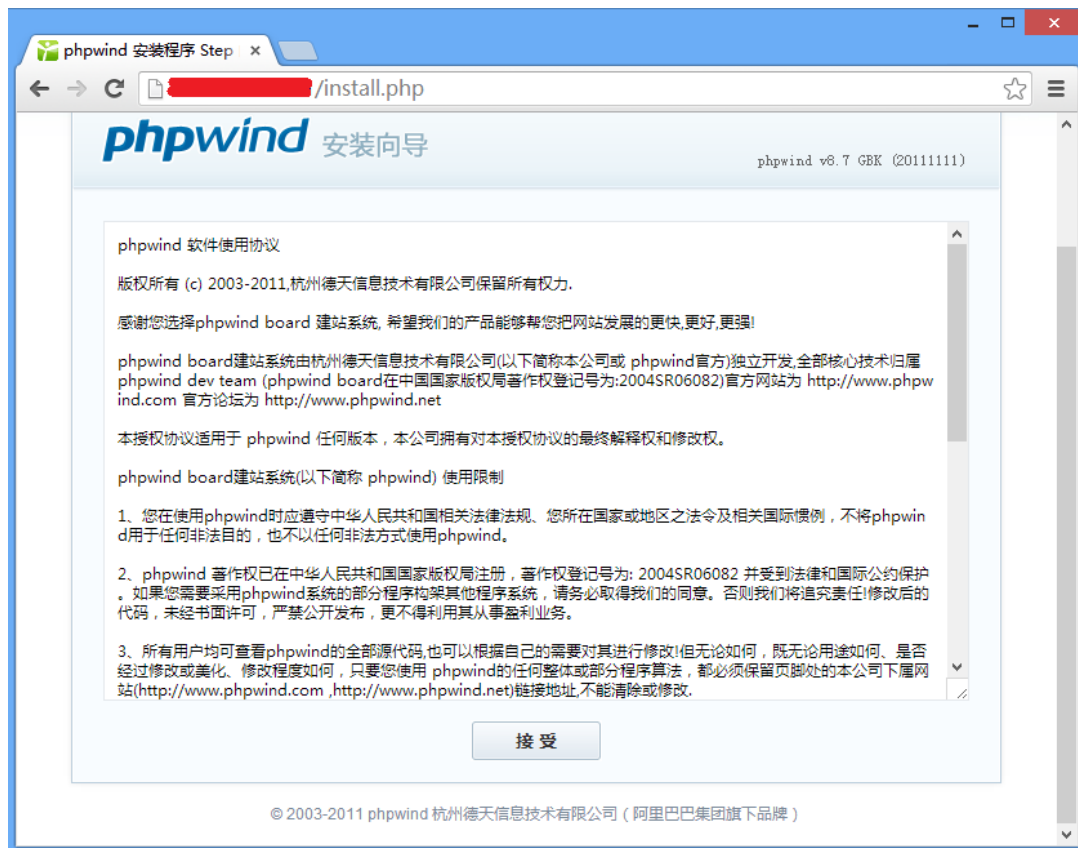 phpwind 安装程序 Step
/install.php
phpwind 安装向导
phpwind v8.7 GBK (20111111)
phpwind 软件使用协议
版权所有 (c) 2003-2011,杭州德天信息技术有限公司保留所有权力.
感谢您选择phpwind board 建站系统, 希望我们的产品能够帮您把网站发展的更快,更好,更强!
phpwind board建站系统由杭州德天信息技术有限公司(以下简称本公司或 phpwind官方)独立开发,全部核心技术归属
phpwind dev team (phpwind board在中国国家版权局著作权登记号为:2004SR06082)官方网站为 http://www.phpw
ind.com 官方论坛为 http://www.phpwind.net
本授权协议适用于 phpwind 任何版本，本公司拥有对本授权协议的最终解释权和修改权。
phpwind board建站系统(以下简称 phpwind) 使用限制
1、您在使用phpwind时应遵守中华人民共和国相关法律法规、您所在国家或地区之法令及相关国际惯例，不将phpwin
d用于任何非法目的，也不以任何非法方式使用phpwind。
2、phpwind 著作权已在中华人民共和国国家版权局注册，著作权登记号为: 2004SR06082 并受到法律和国际公约保护
。如果您需要采用phpwind系统的部分程序构架其他程序系统，请务必取得我们的同意。否则我们将追究责任!修改后的
代码，未经书面许可，严禁公开发布，更不得利用其从事盈利业务。
3、所有用户均可查看phpwind的全部源代码,也可以根据自己的需要对其进行修改!但无论如何，既无论用途如何、是否
经过修改或美化、修改程度如何，只要您使用 phpwind的任何整体或部分程序算法，都必须保留页脚处的本公司下属网
站(http://www.phpwind.com ,http://www.phpwind.net)链接地址,不能清除或修改.
接 受
© 2003-2011 phpwind 杭州德天信息技术有限公司（阿里巴巴集团旗下品牌）